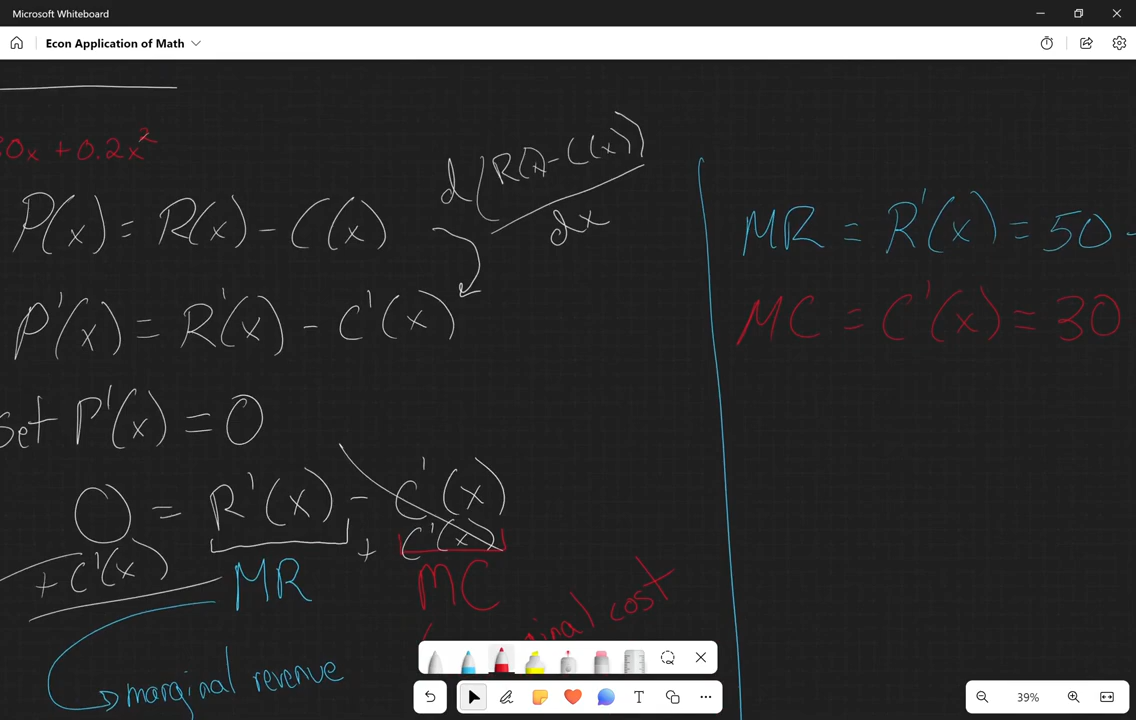 Microsoft Whiteboard
Econ Application of Math
0x + 0.2x²
d(R(x) - C(x))
dx
P(x) = R(x) - C(x)
P'(x) = R'(x) - C'(x)
Set P'(x) = 0
0 = R'(x) - C'(x)
+ C'(x) + C'(x)
MR MC
cost
marginal revenue
MR = R'(x) = 50 -
MC = C'(x) = 30
T
39%